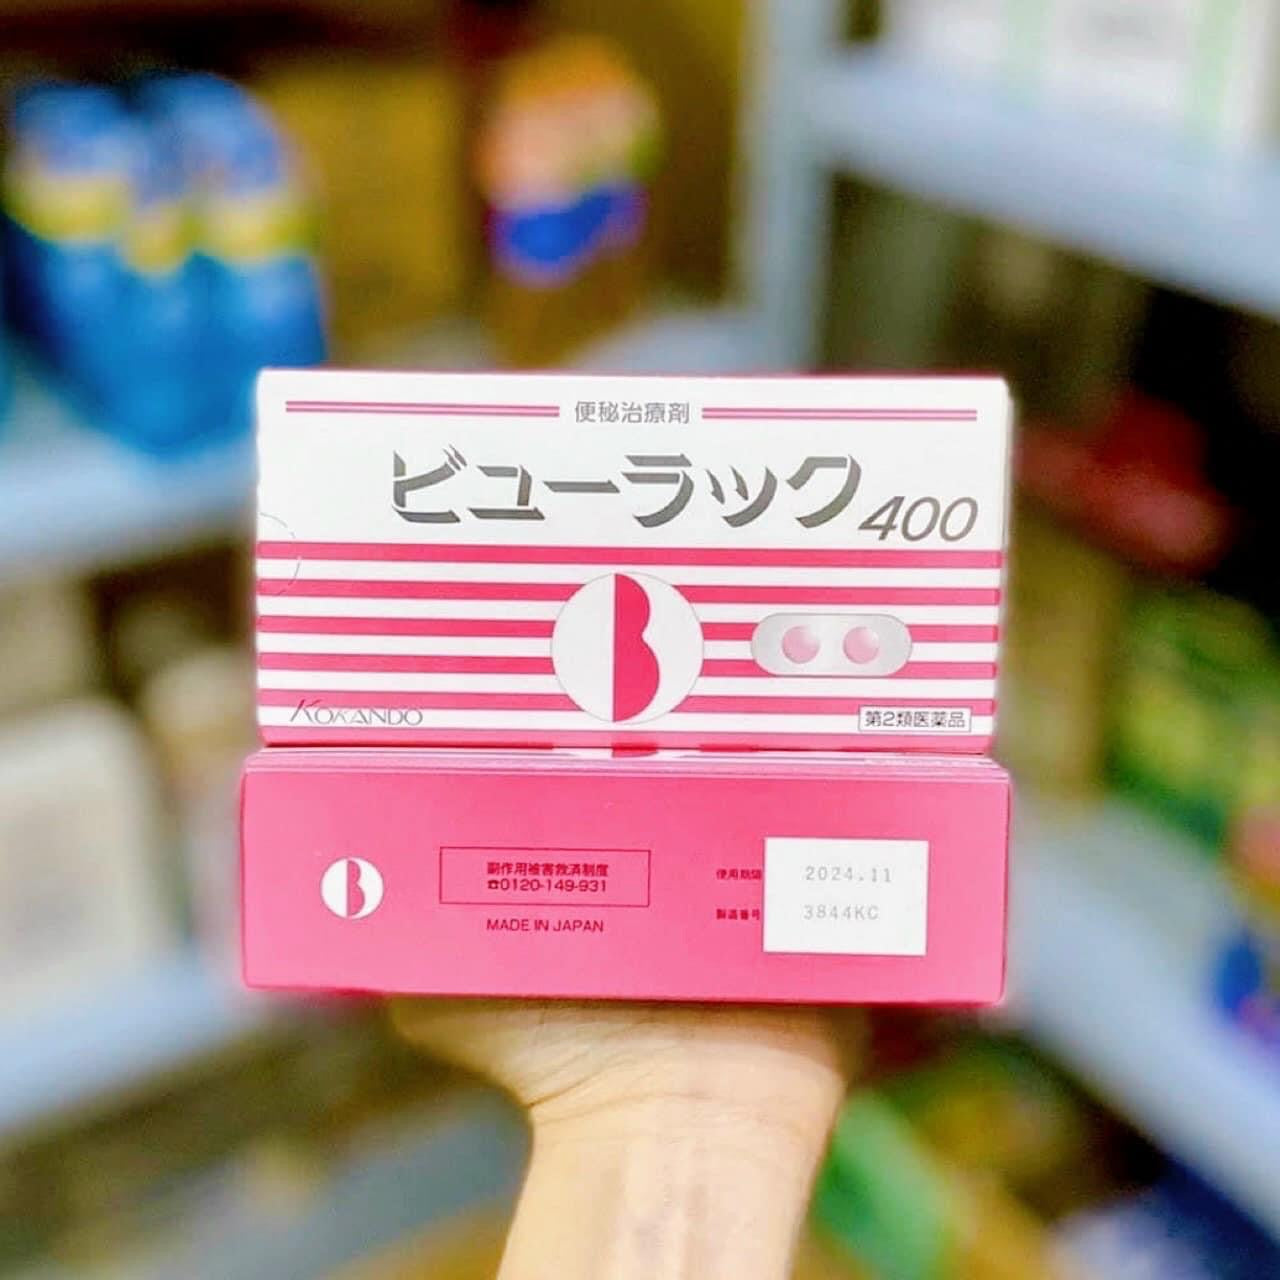 便秘治療剤
ビューラック400
B
KOKANDO
第2類医薬品
B
副作用被害救済制度
☎0120-149-931
MADE IN JAPAN
使用期限 2024.11
製造番号 3844KC